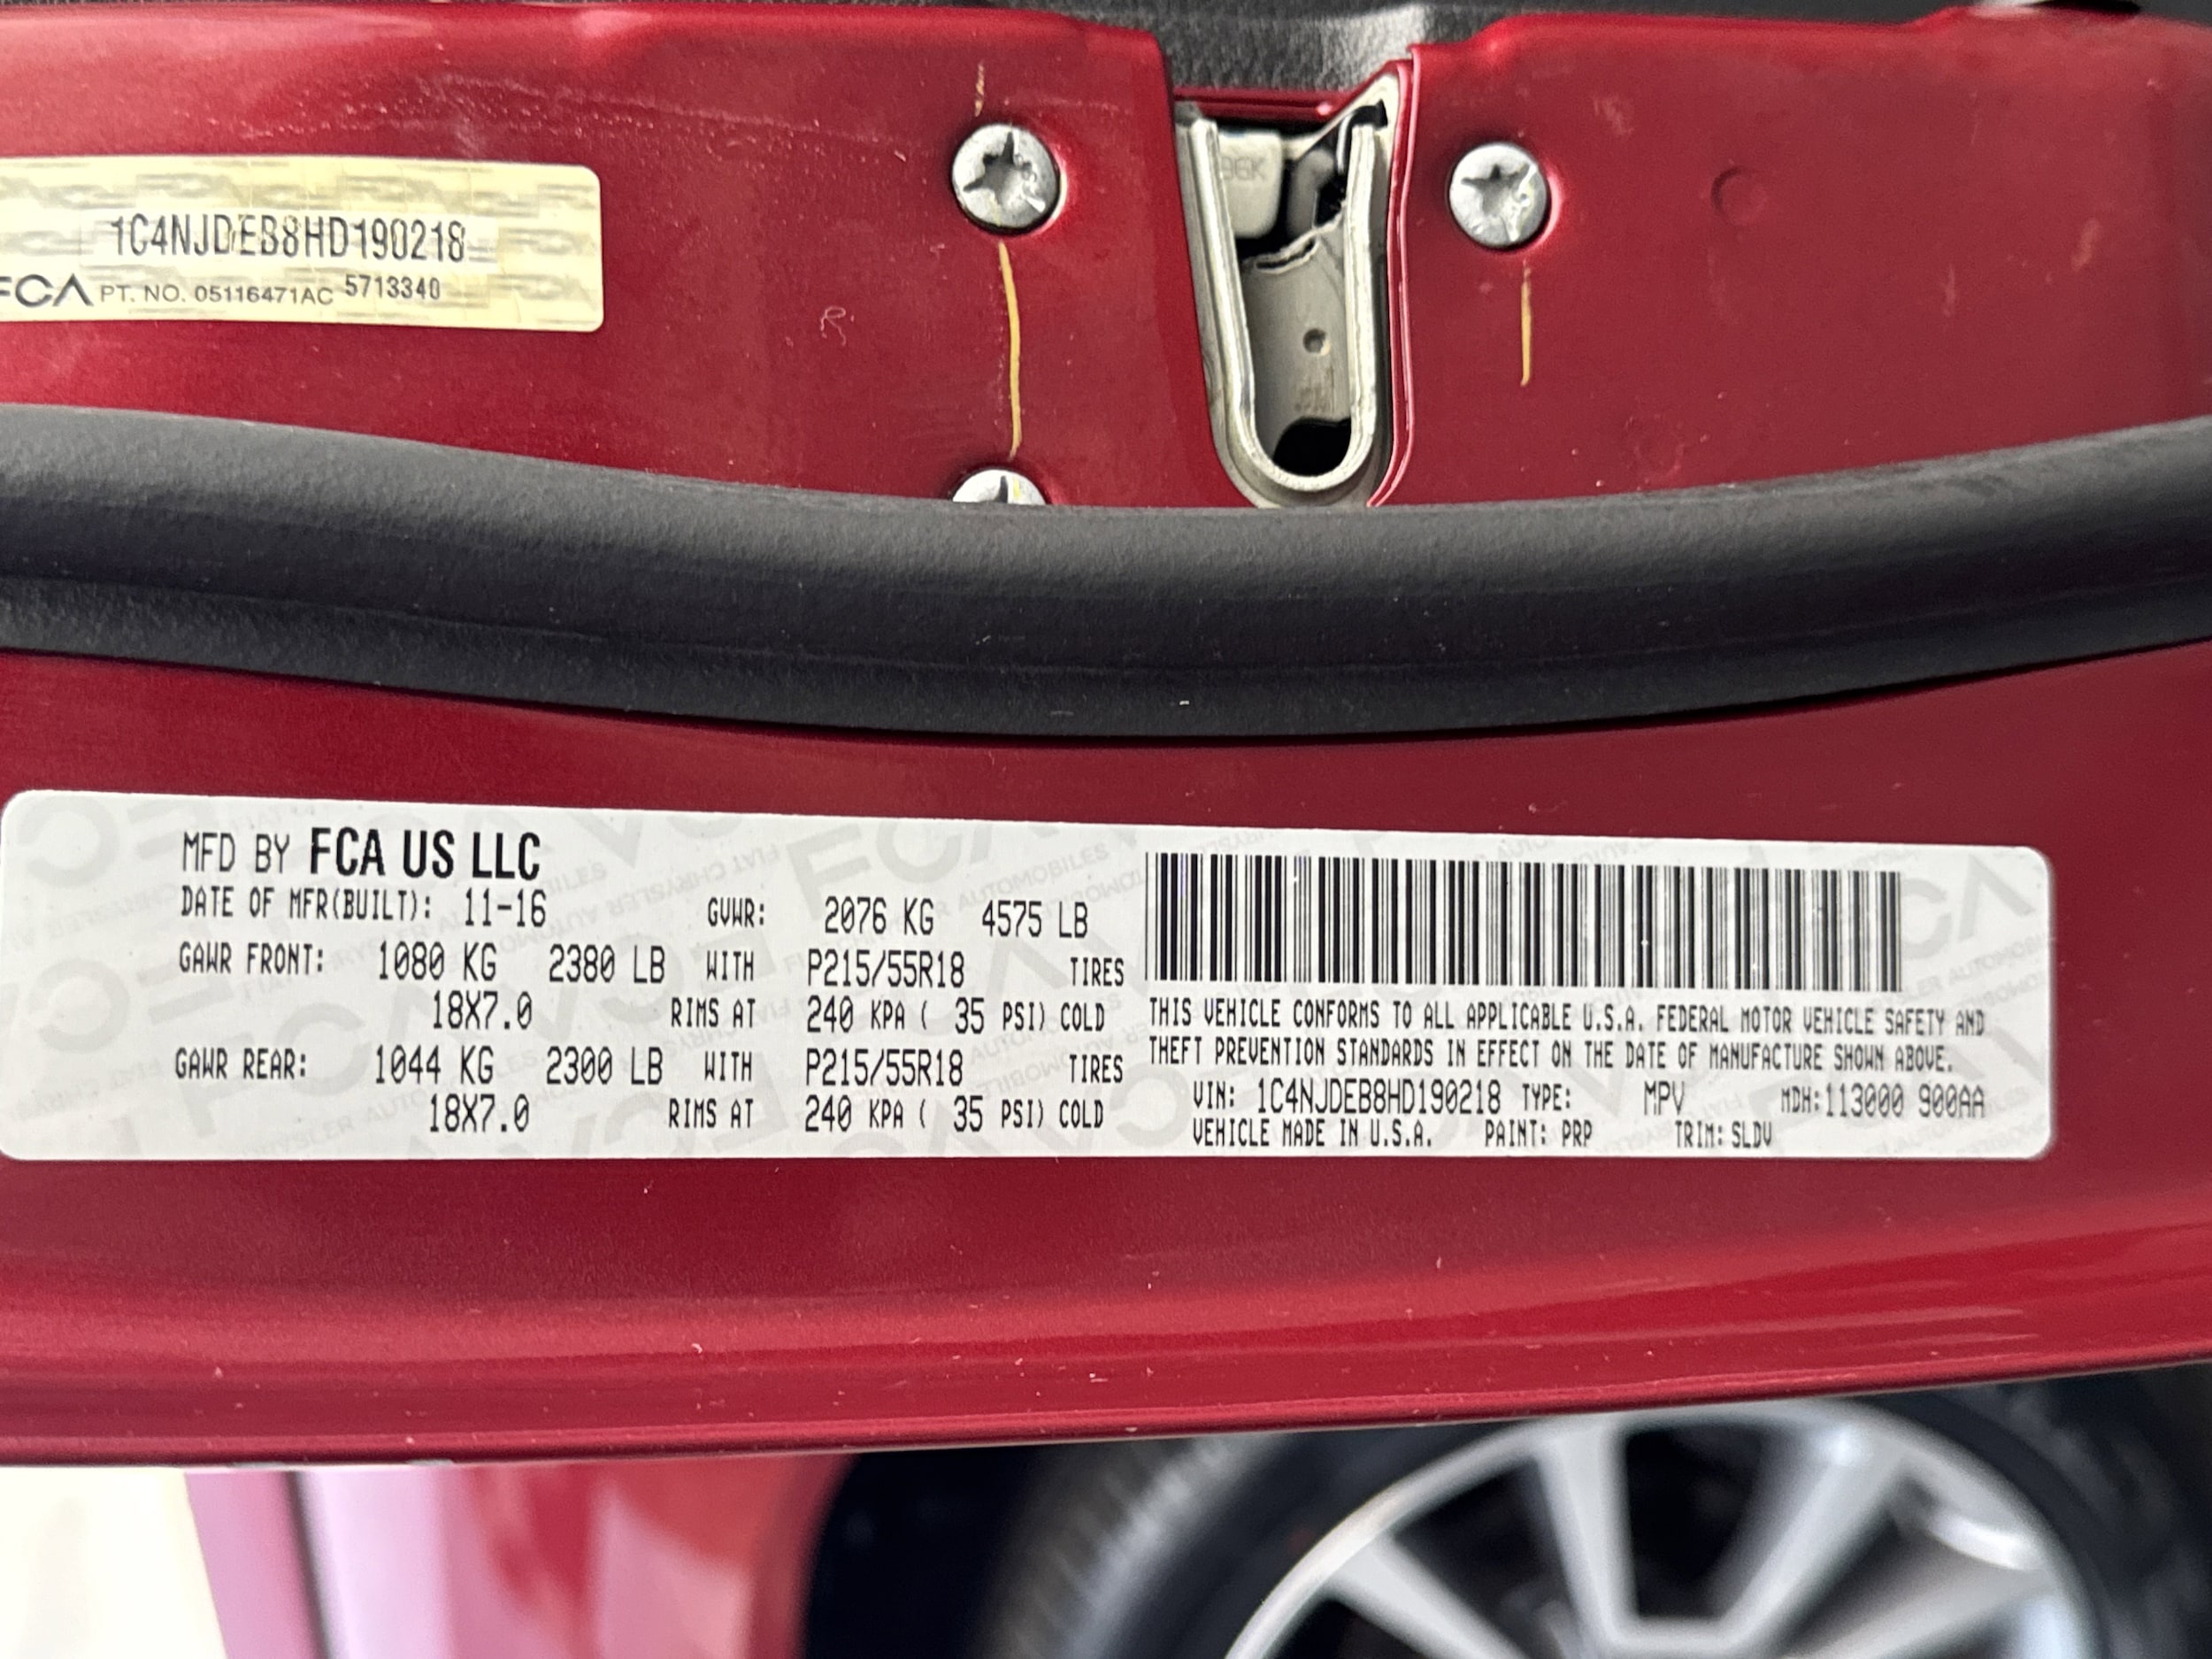 1C4NJDEB8HD190218
FCA PT. NO. 05116471AC 5713340
MFD BY FCA US LLC
DATE OF MFR(BUILT): 11-16 GVWR: 2076 KG 4575 LB
GAWR FRONT: 1080 KG 2380 LB WITH P215/55R18 TIRES
18X7.0 RIMS AT 240 KPA ( 35 PSI) COLD
GAWR REAR: 1044 KG 2300 LB WITH P215/55R18 TIRES
18X7.0 RIMS AT 240 KPA ( 35 PSI) COLD
THIS VEHICLE CONFORMS TO ALL APPLICABLE U.S.A. FEDERAL MOTOR VEHICLE SAFETY AND
THEFT PREVENTION STANDARDS IN EFFECT ON THE DATE OF MANUFACTURE SHOWN ABOVE.
VIN: 1C4NJDEB8HD190218 TYPE: MPV MDH:113000 900AA
VEHICLE MADE IN U.S.A. PAINT: PRP TRIM: SLDV